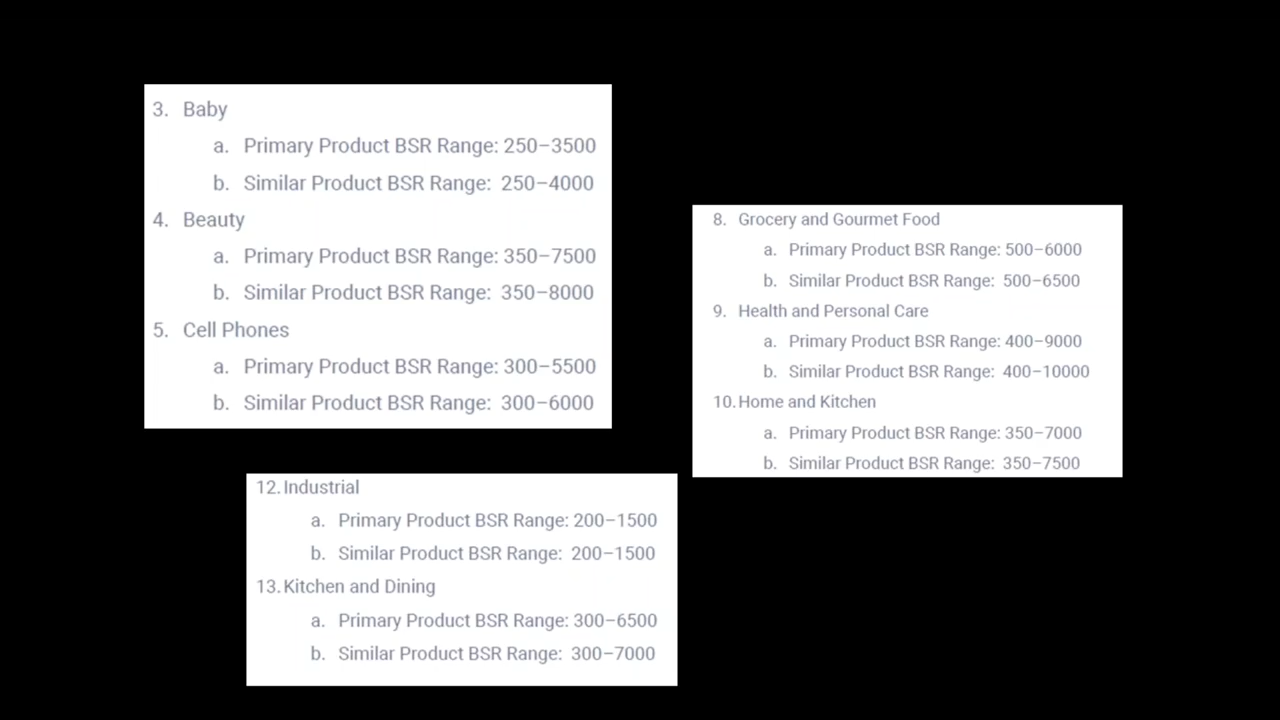 3. Baby
a. Primary Product BSR Range: 250–3500
b. Similar Product BSR Range: 250–4000
4. Beauty
a. Primary Product BSR Range: 350–7500
b. Similar Product BSR Range: 350–8000
5. Cell Phones
a. Primary Product BSR Range: 300–5500
b. Similar Product BSR Range: 300–6000
8. Grocery and Gourmet Food
a. Primary Product BSR Range: 500–6000
b. Similar Product BSR Range: 500–6500
9. Health and Personal Care
a. Primary Product BSR Range: 400–9000
b. Similar Product BSR Range: 400–10000
10. Home and Kitchen
a. Primary Product BSR Range: 350–7000
b. Similar Product BSR Range: 350–7500
12. Industrial
a. Primary Product BSR Range: 200–1500
b. Similar Product BSR Range: 200–1500
13. Kitchen and Dining
a. Primary Product BSR Range: 300–6500
b. Similar Product BSR Range: 300–7000